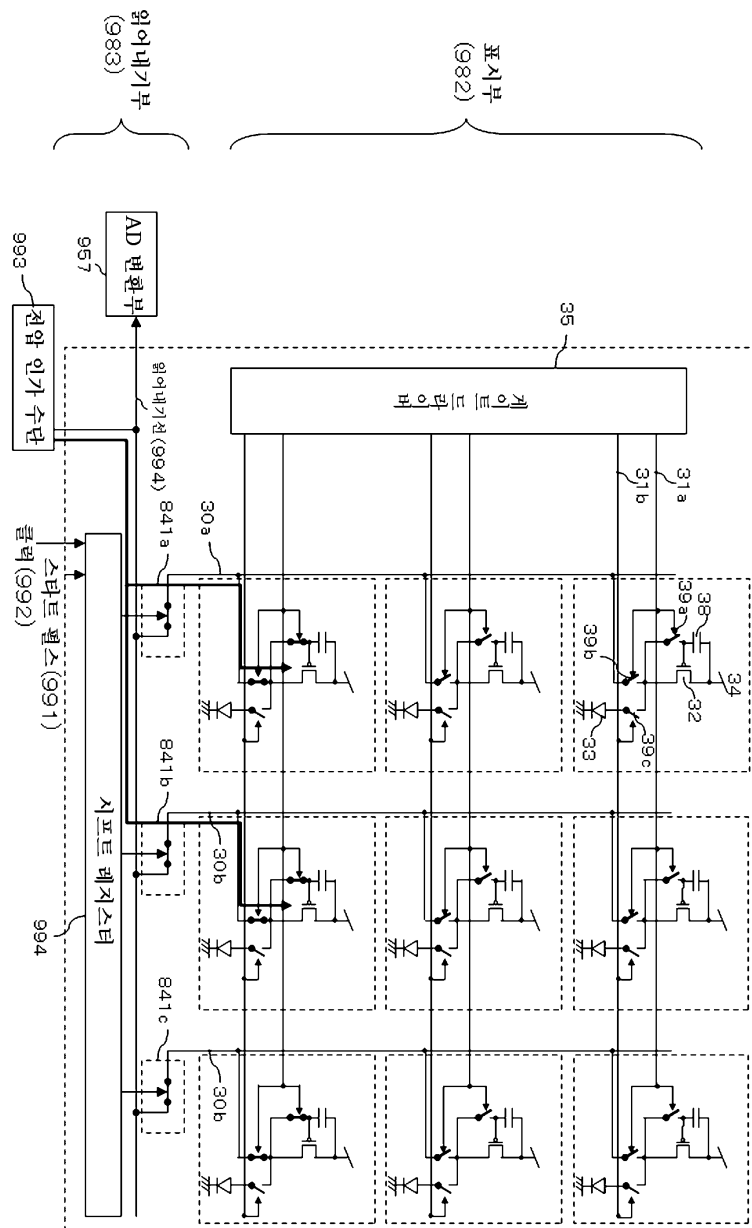 표시부
(982)
읽어내기부
(983)
35
게이트 드라이버
31a
31b
34
38
39a
32
39b
39c
33
AD 변환부
957
993
전압 인가 수단
읽어내기선(994)
30a
841a
30b
841b
30b
841c
클럭(992)
스타트 펄스(991)
시프트 레지스터
994